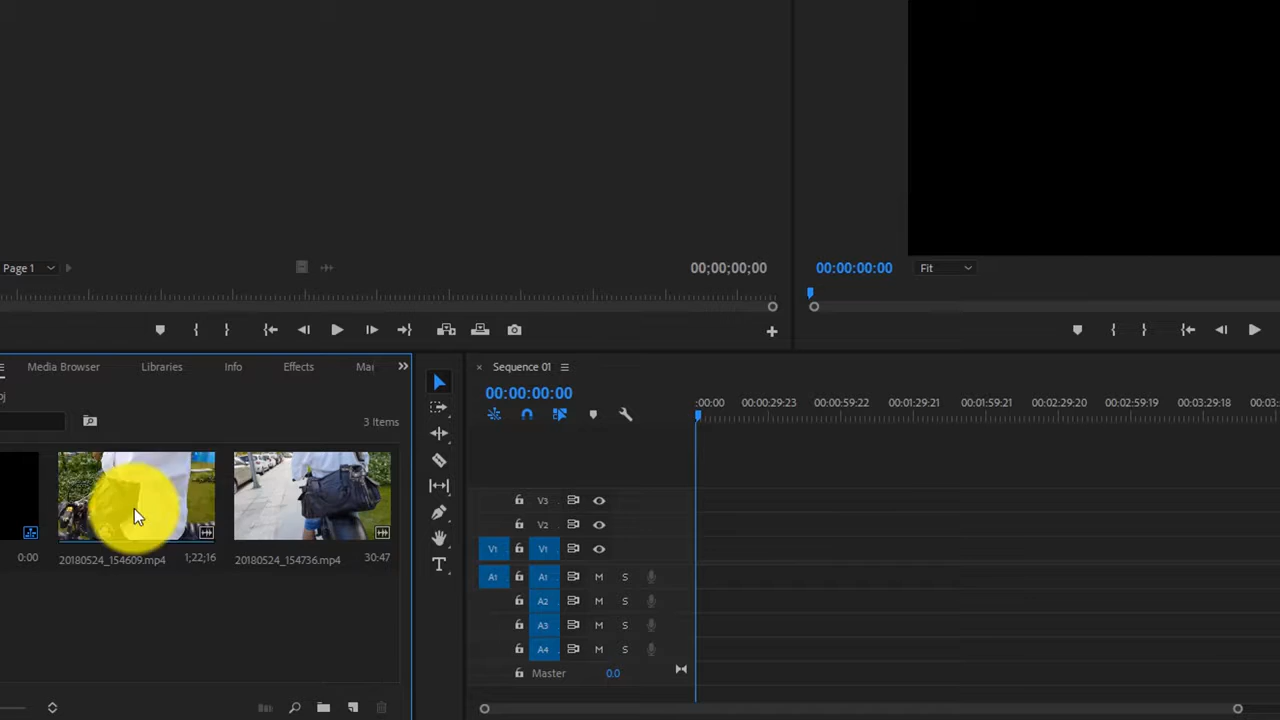 Page 1
00;00;00;00
00:00:00:00
Fit
Media Browser
Libraries
Info
Effects
Mai
Sequence 01
00:00:00:00
oj
3 Items
:00:00
00:00:29:23
00:00:59:22
00:01:29:21
00:01:59:21
00:02:29:20
00:02:59:19
00:03:29:18
00:03:
V3
V2
V1 V1
0:00
20180524_154609.mp4
1;22;16
20180524_154736.mp4
30:47
A1 A1 M S
A2 M S
A3 M S
A4 M S
Master
0.0
T